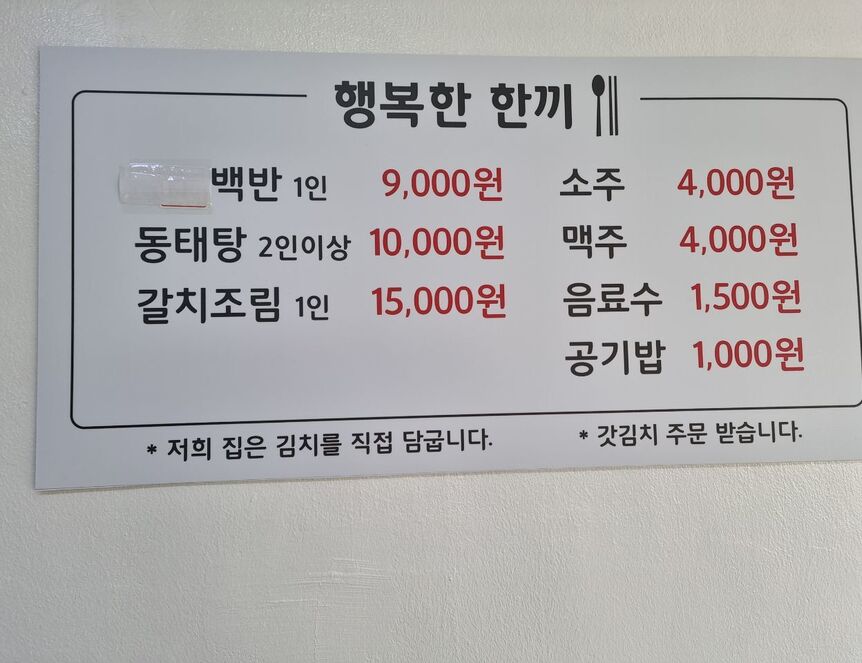 행복한 한끼
백반 1인 9,000원
동태탕 2인이상 10,000원
갈치조림 1인 15,000원
소주 4,000원
맥주 4,000원
음료수 1,500원
공기밥 1,000원
* 저희 집은 김치를 직접 담굽니다.
* 갓김치 주문 받습니다.